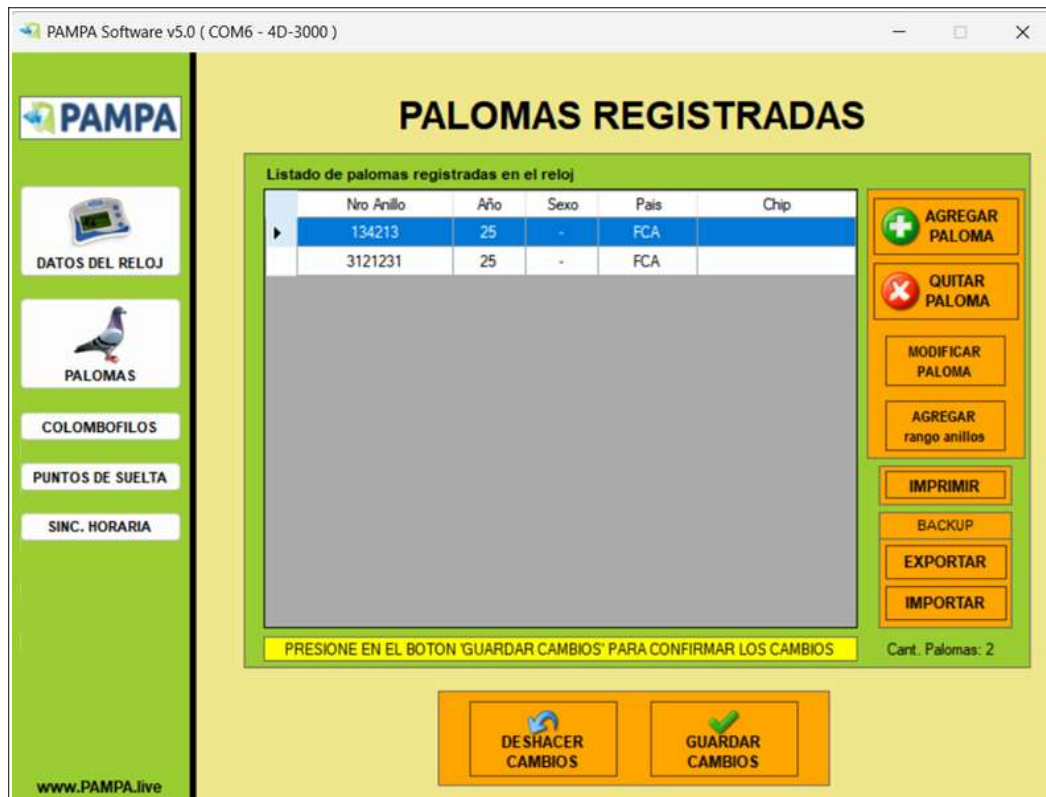 PAMPA Software v5.0 ( COM6 - 4D-3000 )
PAMPA
DATOS DEL RELOJ
PALOMAS
COLOMBOFILOS
PUNTOS DE SUELTA
SINC. HORARIA
www.PAMPA.live
PALOMAS REGISTRADAS
Listado de palomas registradas en el reloj
Nro Anillo Año Sexo Pais Chip
134213 25 - FCA
3121231 25 - FCA
PRESIONE EN EL BOTON 'GUARDAR CAMBIOS' PARA CONFIRMAR LOS CAMBIOS
AGREGAR
PALOMA
QUITAR
PALOMA
MODIFICAR
PALOMA
AGREGAR
rango anillos
IMPRIMIR
BACKUP
EXPORTAR
IMPORTAR
Cant. Palomas: 2
DESHACER
CAMBIOS
GUARDAR
CAMBIOS